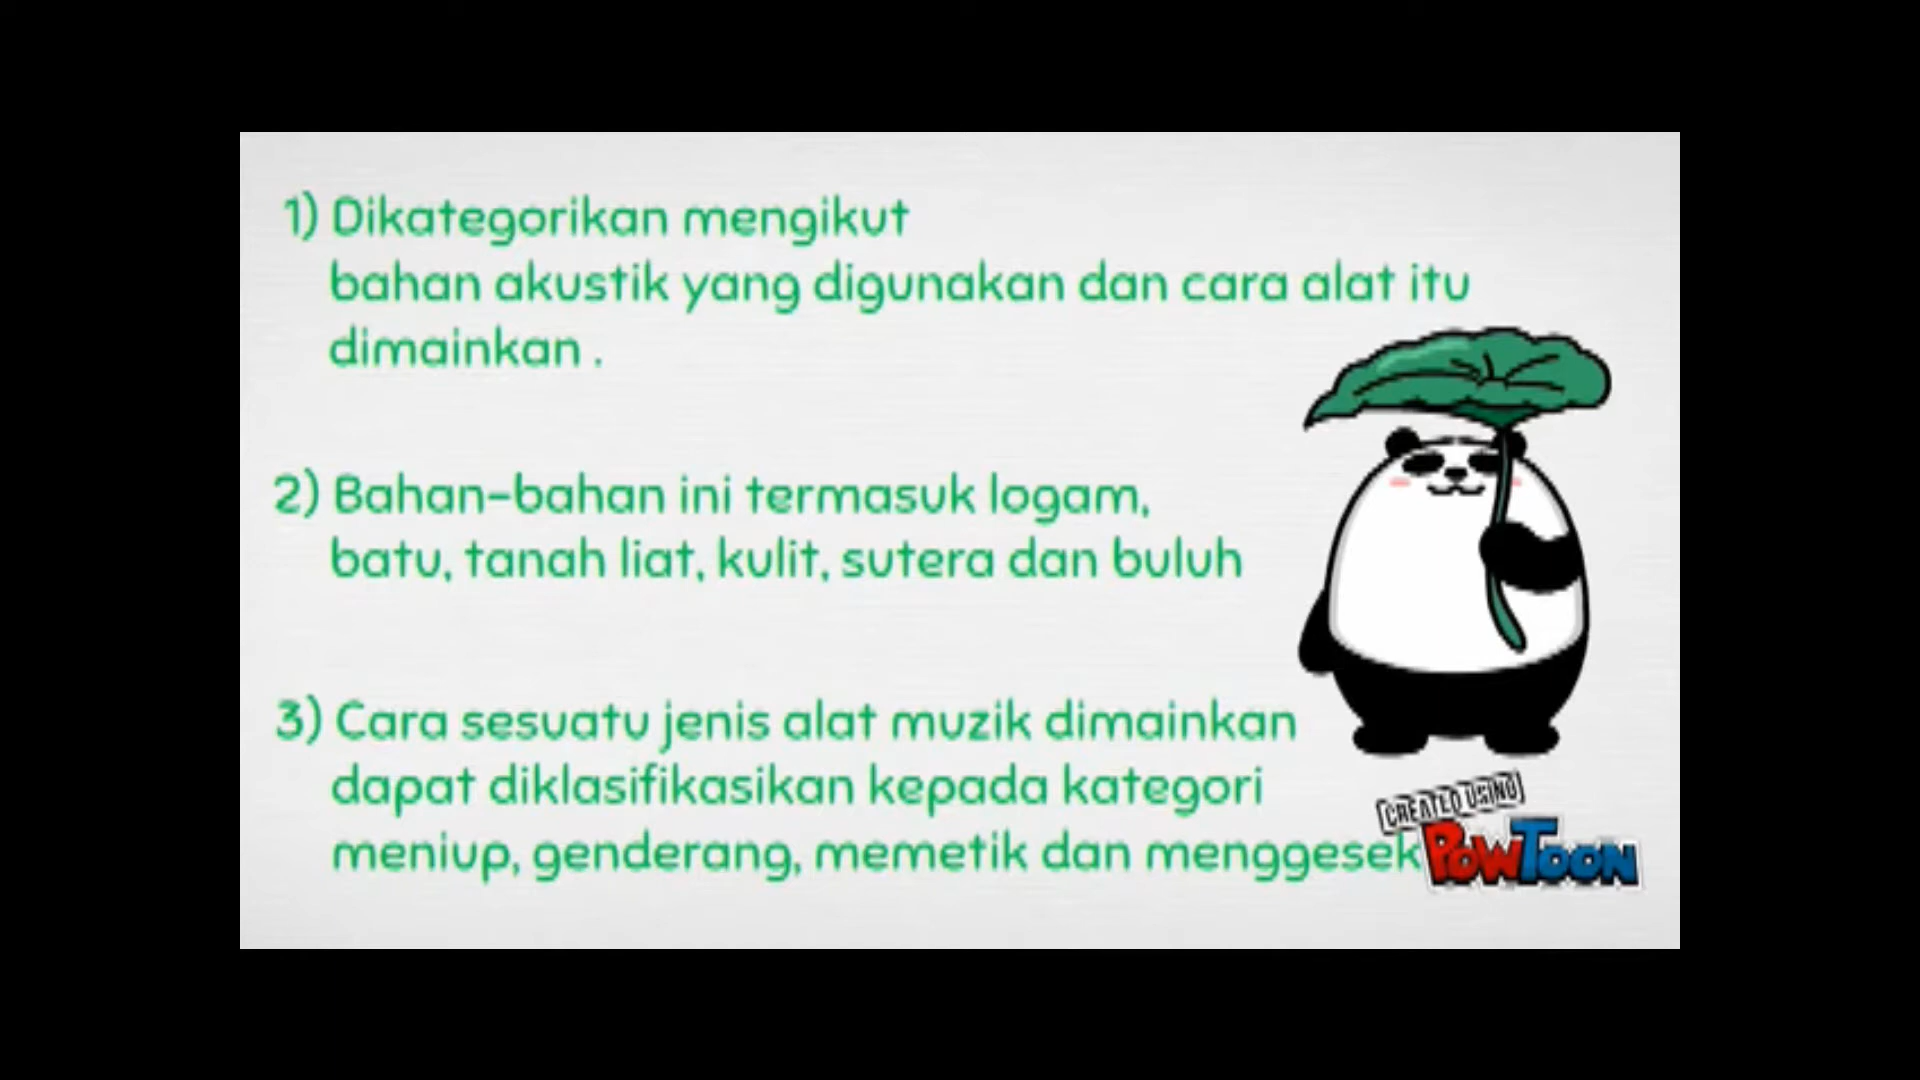 1) Dikategorikan mengikut
bahan akustik yang digunakan dan cara alat itu
dimainkan .
2) Bahan-bahan ini termasuk logam,
batu, tanah liat, kulit, sutera dan buluh
3) Cara sesuatu jenis alat muzik dimainkan
dapat diklasifikasikan kepada kategori
meniup, genderang, memetik dan menggesek
CREATED USING
POWTOON